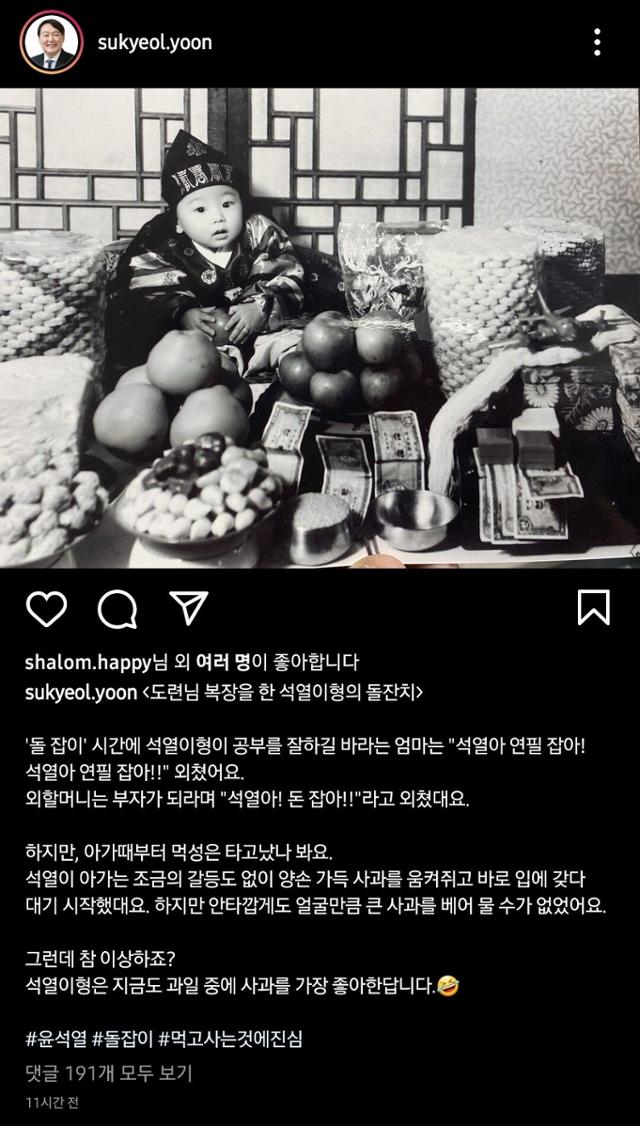 sukyeol.yoon
shalom.happy님 외 여러 명이 좋아합니다
sukyeol.yoon <도련님 복장을 한 석열이형의 돌잔치>
'돌 잡이' 시간에 석열이형이 공부를 잘하길 바라는 엄마는 "석열아 연필 잡아!
석열아 연필 잡아!!" 외쳤어요.
외할머니는 부자가 되라며 "석열아! 돈 잡아!!"라고 외쳤대요.
하지만, 아가때부터 먹성은 타고났나 봐요.
석열이 아가는 조금의 갈등도 없이 양손 가득 사과를 움켜쥐고 바로 입에 갖다
대기 시작했대요. 하지만 안타깝게도 얼굴만큼 큰 사과를 베어 물 수가 없었어요.
그런데 참 이상하죠?
석열이형은 지금도 과일 중에 사과를 가장 좋아한답니다.🤣
#윤석열 #돌잡이 #먹고사는것에진심
댓글 191개 모두 보기
11시간 전